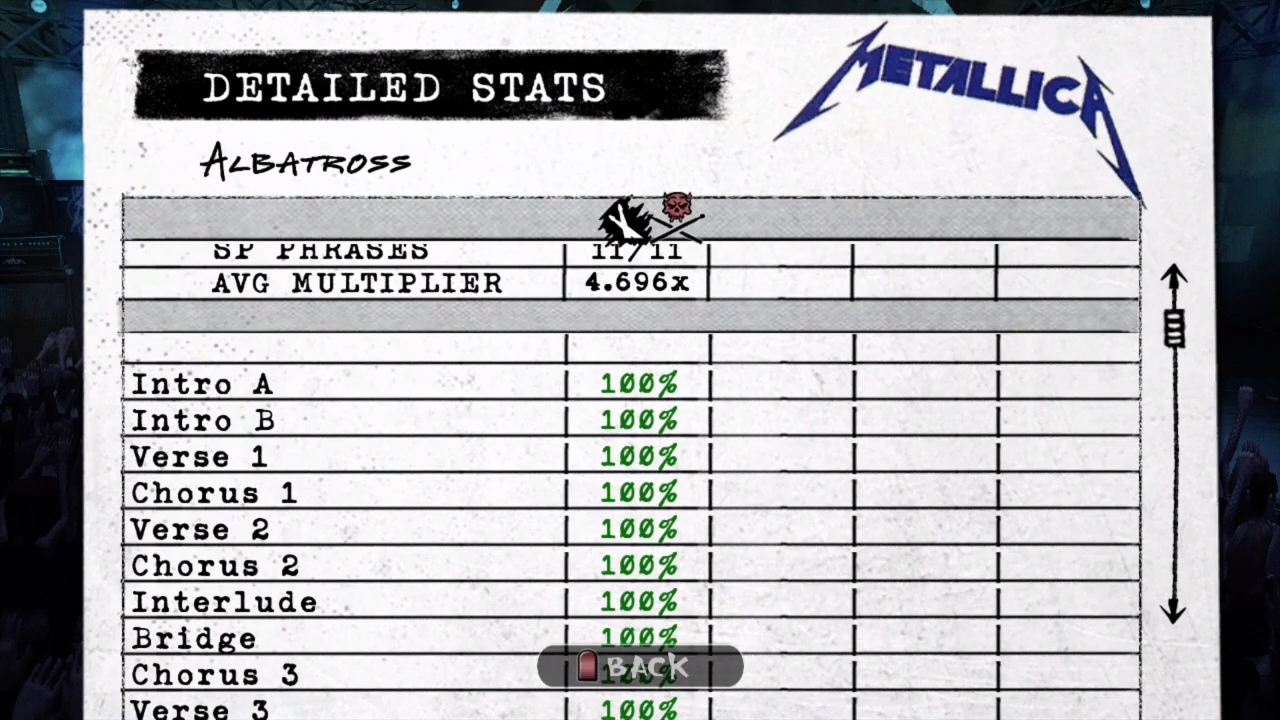 DETAILED STATS
METALLICA
ALBATROSS
X
SP PHRASES 11/11
AVG MULTIPLIER 4.696x
Intro A 100%
Intro B 100%
Verse 1 100%
Chorus 1 100%
Verse 2 100%
Chorus 2 100%
Interlude 100%
Bridge 100%
Chorus 3 100%
BACK
Verse 3 100%